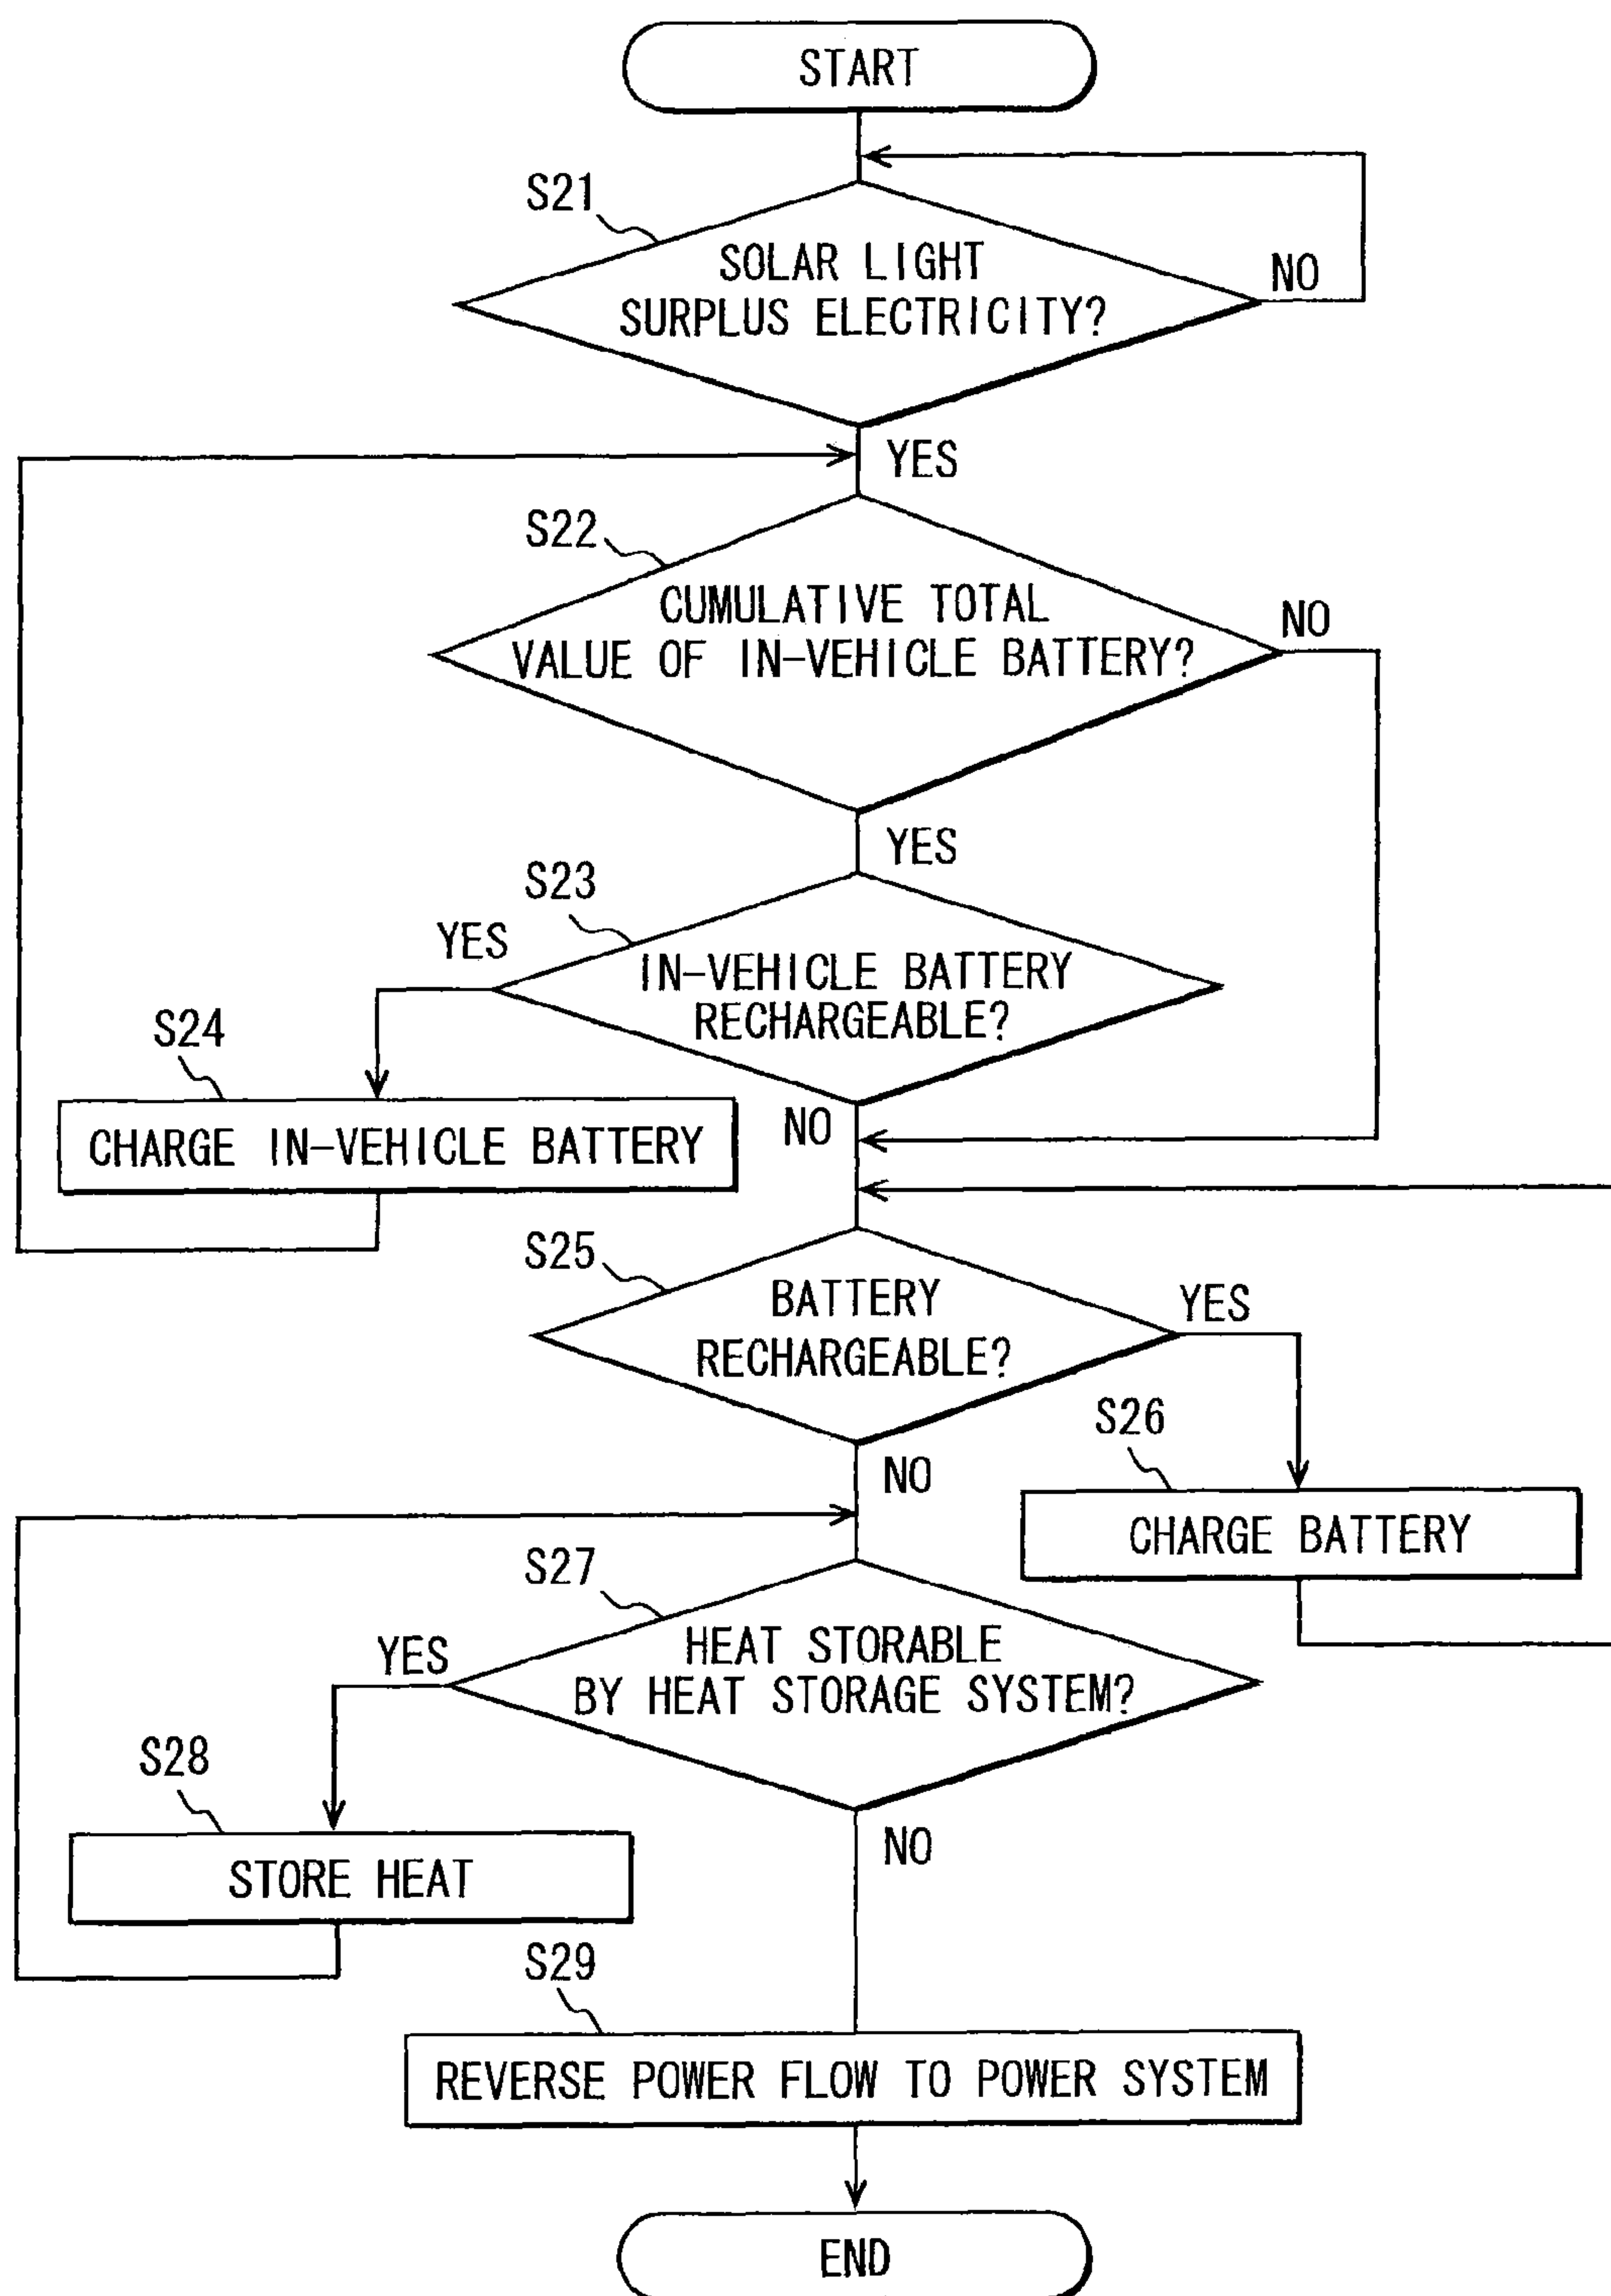 START
S21
SOLAR LIGHT
SURPLUS ELECTRICITY?
NO
YES
S22
CUMULATIVE TOTAL
VALUE OF IN-VEHICLE BATTERY?
NO
YES
S23
YES
IN-VEHICLE BATTERY
RECHARGEABLE?
S24
CHARGE IN-VEHICLE BATTERY
NO
S25
BATTERY
RECHARGEABLE?
YES
S26
NO
CHARGE BATTERY
S27
YES
HEAT STORABLE
BY HEAT STORAGE SYSTEM?
S28
NO
STORE HEAT
S29
REVERSE POWER FLOW TO POWER SYSTEM
END